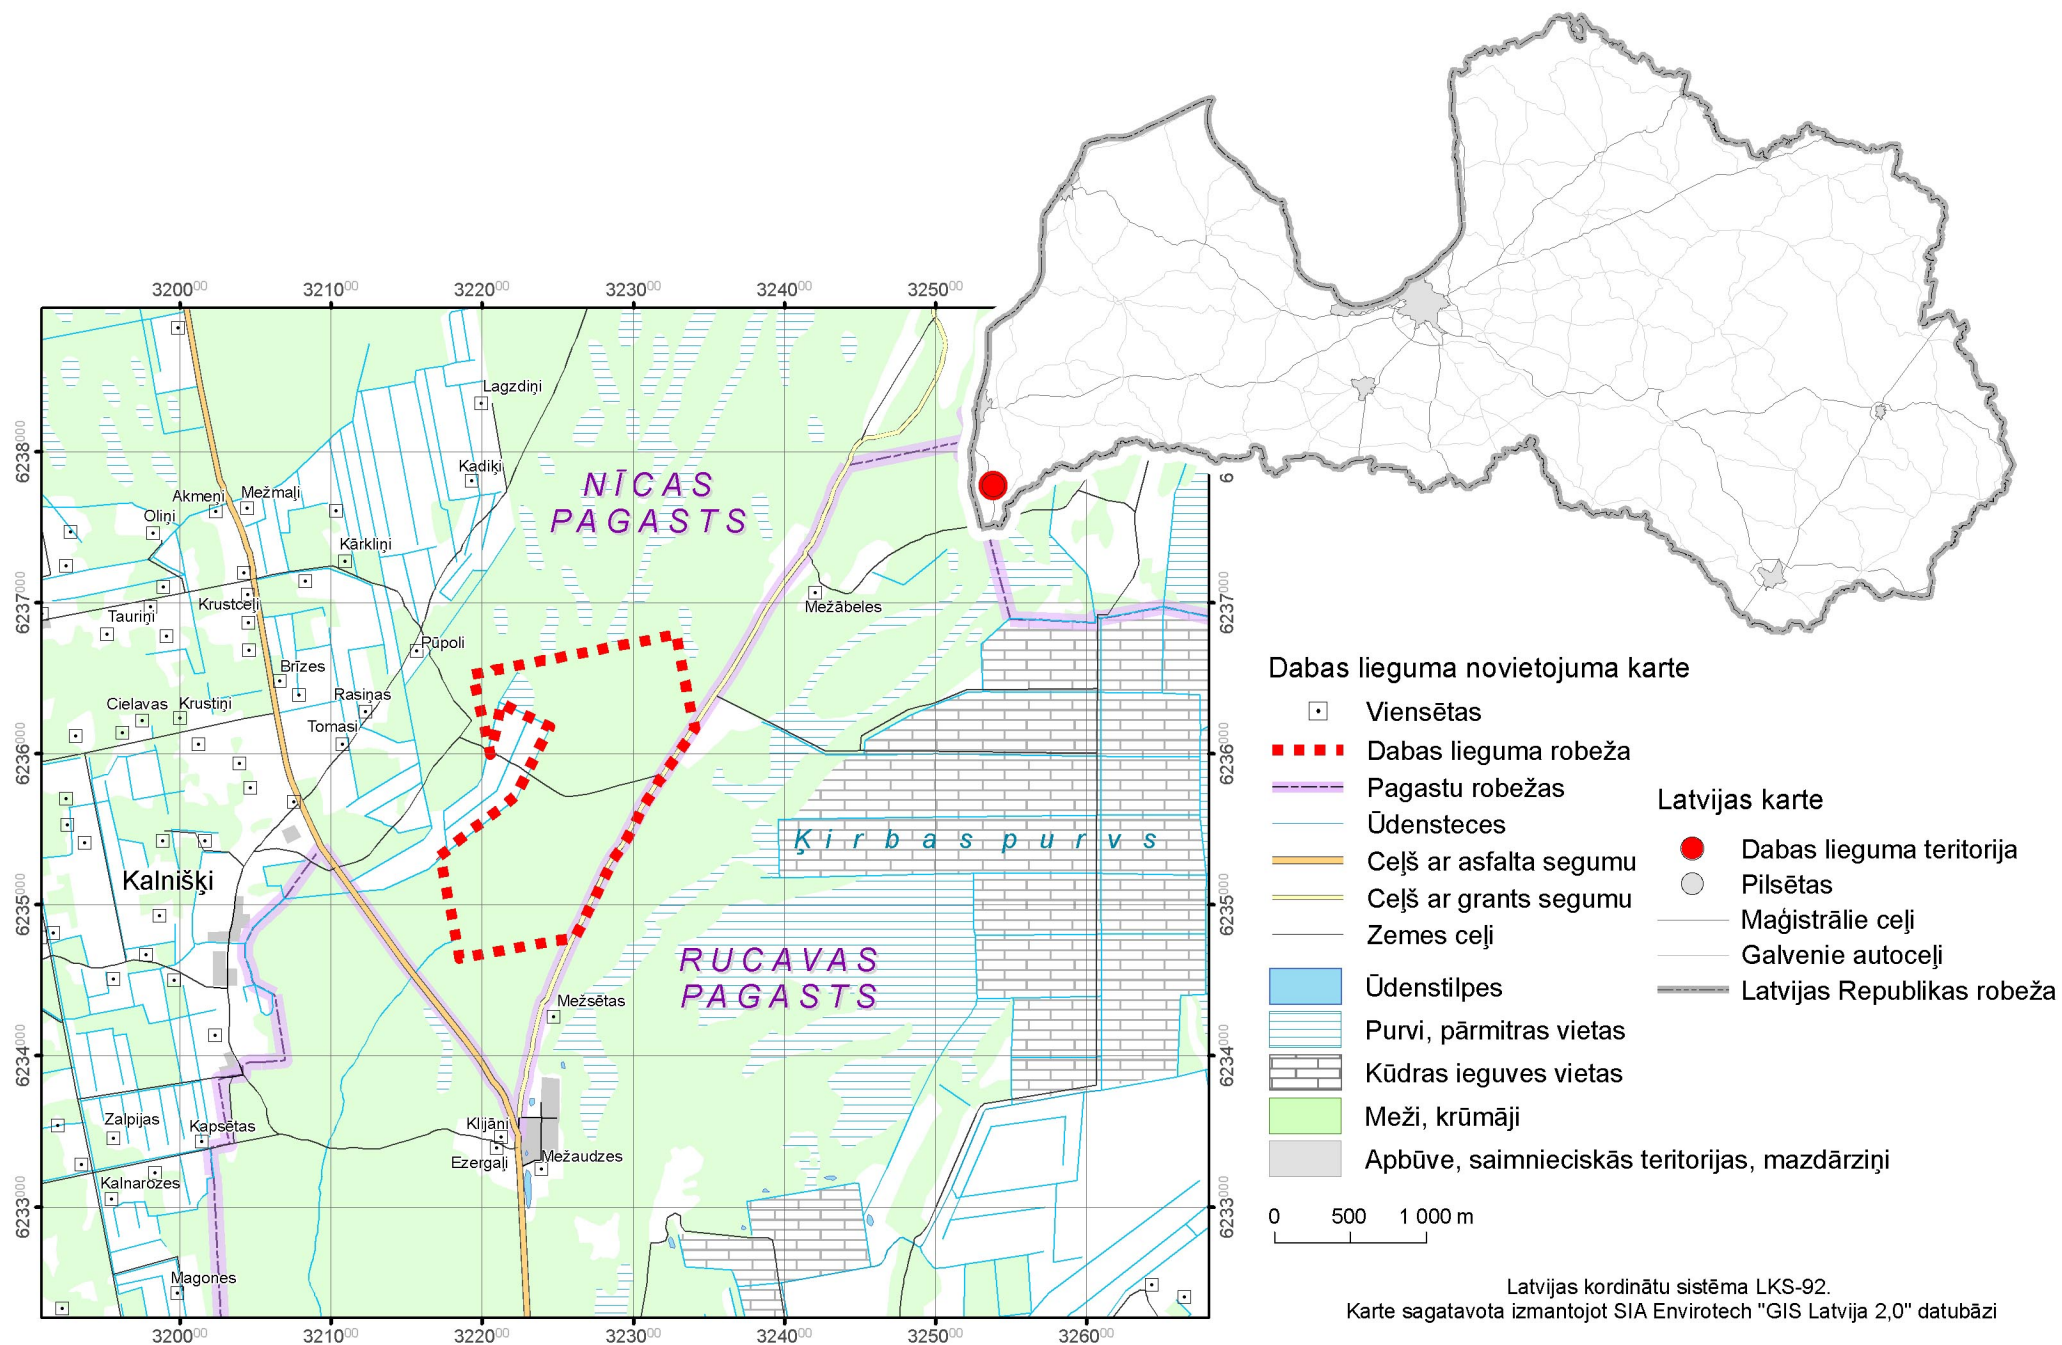 3200⁰⁰ 3210⁰⁰ 3220⁰⁰ 3230⁰⁰ 3240⁰⁰ 3250⁰⁰
Lagzdiņi
6238⁰⁰⁰
Kadiķi
6
NĪCAS
PAGASTS
Akmeņi Mežmaļi
Oliņi
Kārkliņi
6237⁰⁰⁰
Krustceļi
Mežābeles
6237⁰⁰⁰
Tauriņi
Pūpoli
Brīzes
Rasiņas
Cielavas Krustiņi
Tomasi
6236⁰⁰⁰
6236⁰⁰⁰
Ķirbas purvs
Kalnišķi
6235⁰⁰⁰
6235⁰⁰⁰
RUCAVAS
PAGASTS
Mežsētas
6234⁰⁰⁰
6234⁰⁰⁰
Zalpijas
Kapsētas
Klijāni
Ezergaļi
Mežaudzes
Kalnarozes
6233⁰⁰⁰
6233⁰⁰⁰
Magones
3200⁰⁰ 3210⁰⁰ 3220⁰⁰ 3230⁰⁰ 3240⁰⁰ 3250⁰⁰ 3260⁰⁰
Dabas lieguma novietojuma karte
Viensētas
Dabas lieguma robeža
Pagastu robežas
Ūdensteces
Ceļš ar asfalta segumu
Ceļš ar grants segumu
Zemes ceļi
Ūdenstilpes
Purvi, pārmitras vietas
Kūdras ieguves vietas
Meži, krūmāji
Apbūve, saimnieciskās teritorijas, mazdārziņi
0 500 1 000 m
Latvijas karte
Dabas lieguma teritorija
Pilsētas
Maģistrālie ceļi
Galvenie autoceļi
Latvijas Republikas robeža
Latvijas kordinātu sistēma LKS-92.
Karte sagatavota izmantojot SIA Envirotech "GIS Latvija 2,0" datubāzi